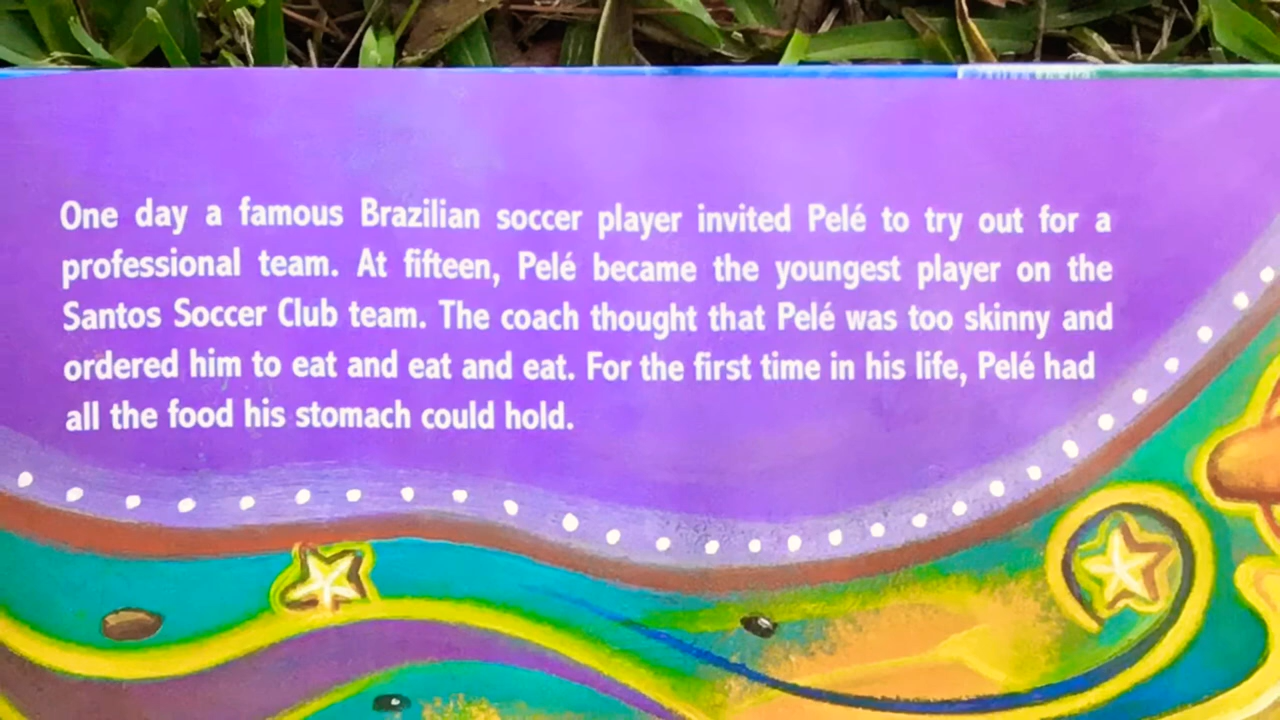 One day a famous Brazilian soccer player invited Pelé to try out for a
professional team. At fifteen, Pelé became the youngest player on the
Santos Soccer Club team. The coach thought that Pelé was too skinny and
ordered him to eat and eat and eat. For the first time in his life, Pelé had
all the food his stomach could hold.